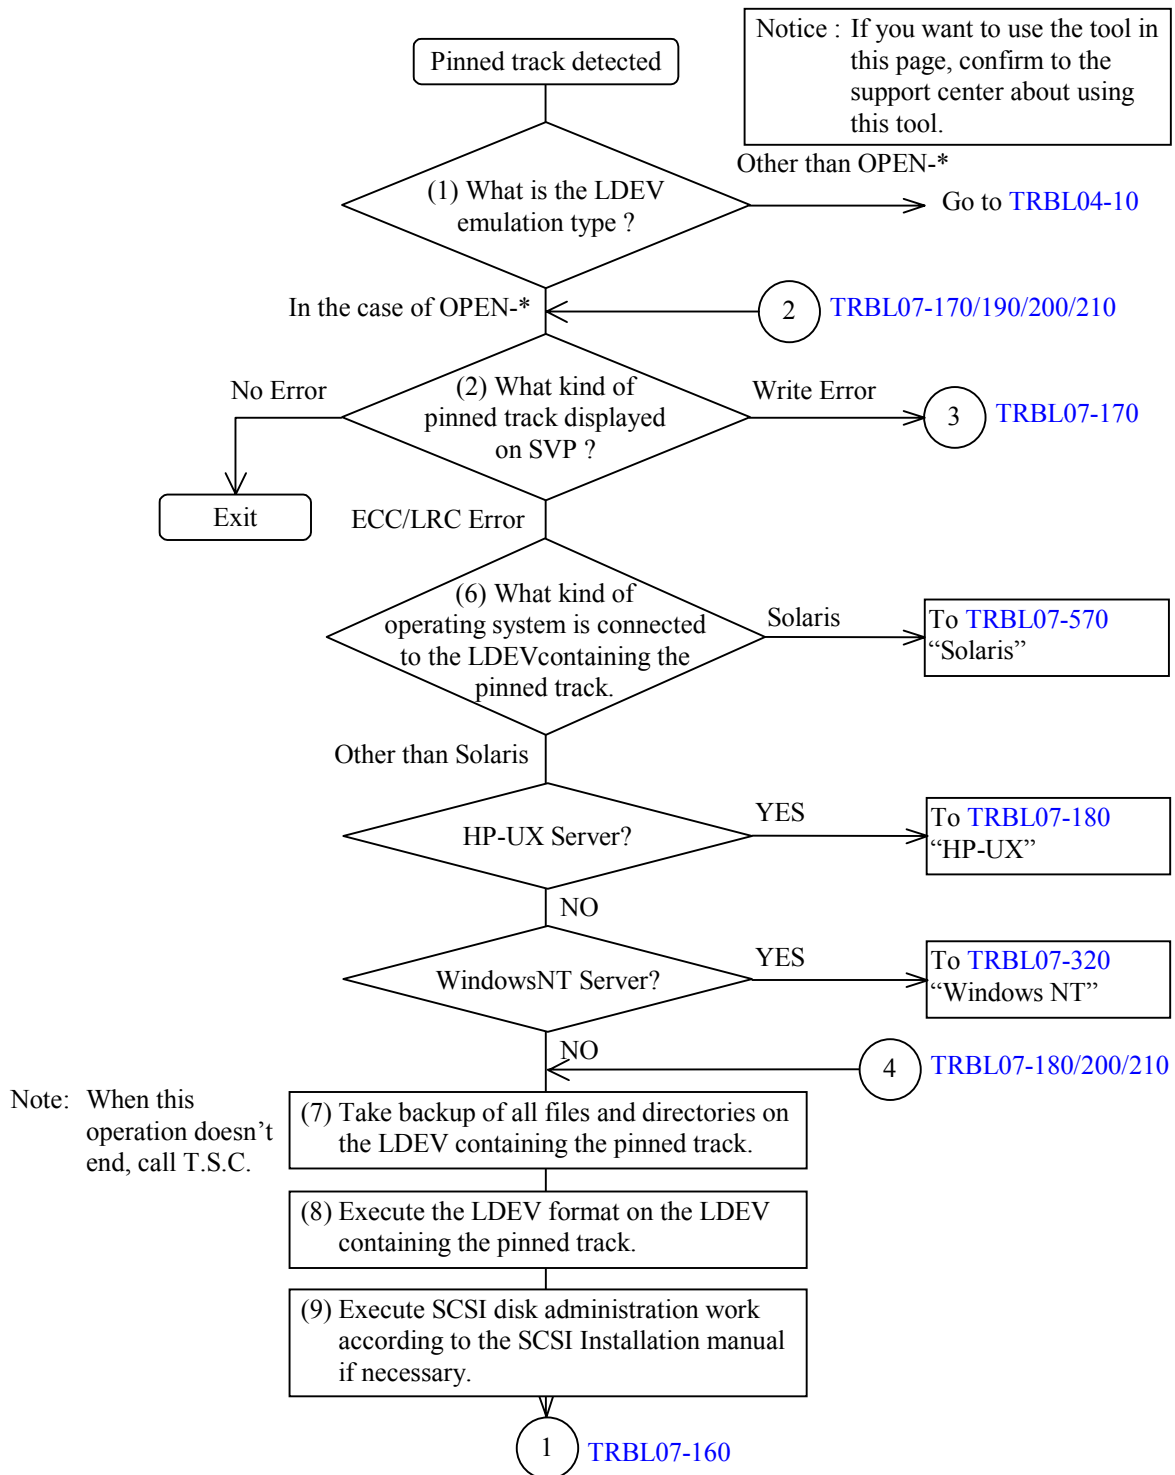 Notice : If you want to use the tool in
this page, confirm to the
support center about using
this tool.
Pinned track detected
(1) What is the LDEV
emulation type ?
Other than OPEN-*
Go to TRBL04-10
In the case of OPEN-*
2
TRBL07-170/190/200/210
(2) What kind of
pinned track displayed
on SVP ?
No Error
Write Error
3
TRBL07-170
Exit
ECC/LRC Error
(6) What kind of
operating system is connected
to the LDEVcontaining the
pinned track.
Solaris
To TRBL07-570
“Solaris”
Other than Solaris
HP-UX Server?
YES
To TRBL07-180
“HP-UX”
NO
WindowsNT Server?
YES
To TRBL07-320
“Windows NT”
NO
4
TRBL07-180/200/210
Note: When this
operation doesn’t
end, call T.S.C.
(7) Take backup of all files and directories on
the LDEV containing the pinned track.
(8) Execute the LDEV format on the LDEV
containing the pinned track.
(9) Execute SCSI disk administration work
according to the SCSI Installation manual
if necessary.
1
TRBL07-160